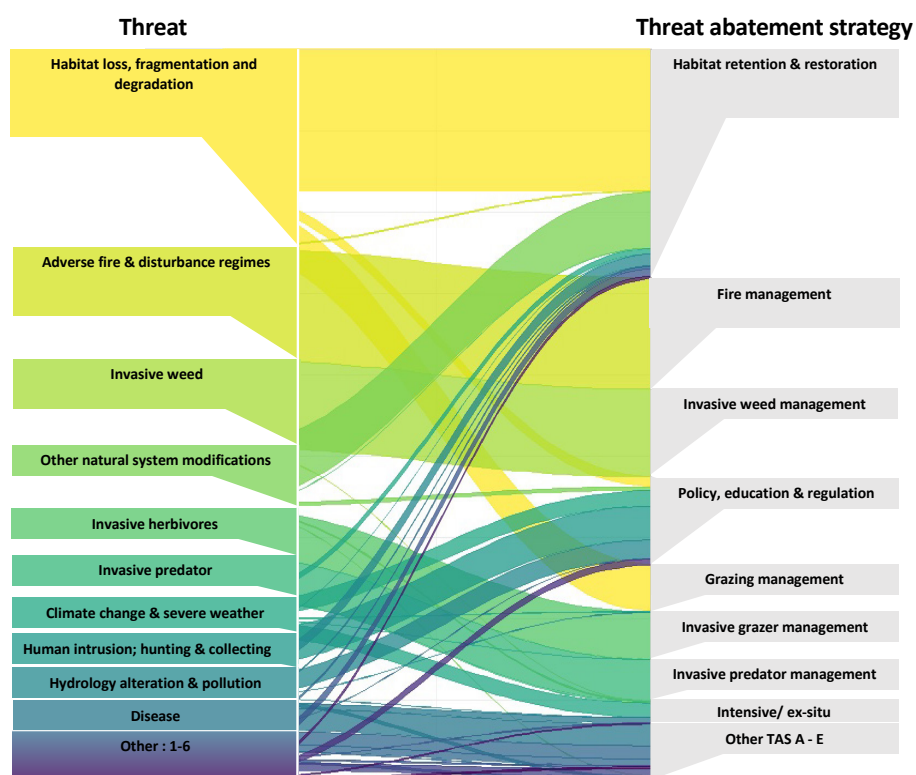 Threat
Threat abatement strategy
Habitat loss, fragmentation and
degradation
Adverse fire & disturbance regimes
Invasive weed
Other natural system modifications
Invasive herbivores
Invasive predator
Climate change & severe weather
Human intrusion; hunting & collecting
Hydrology alteration & pollution
Disease
Other : 1-6
Habitat retention & restoration
Fire management
Invasive weed management
Policy, education & regulation
Grazing management
Invasive grazer management
Invasive predator management
Intensive/ ex-situ
Other TAS A - E